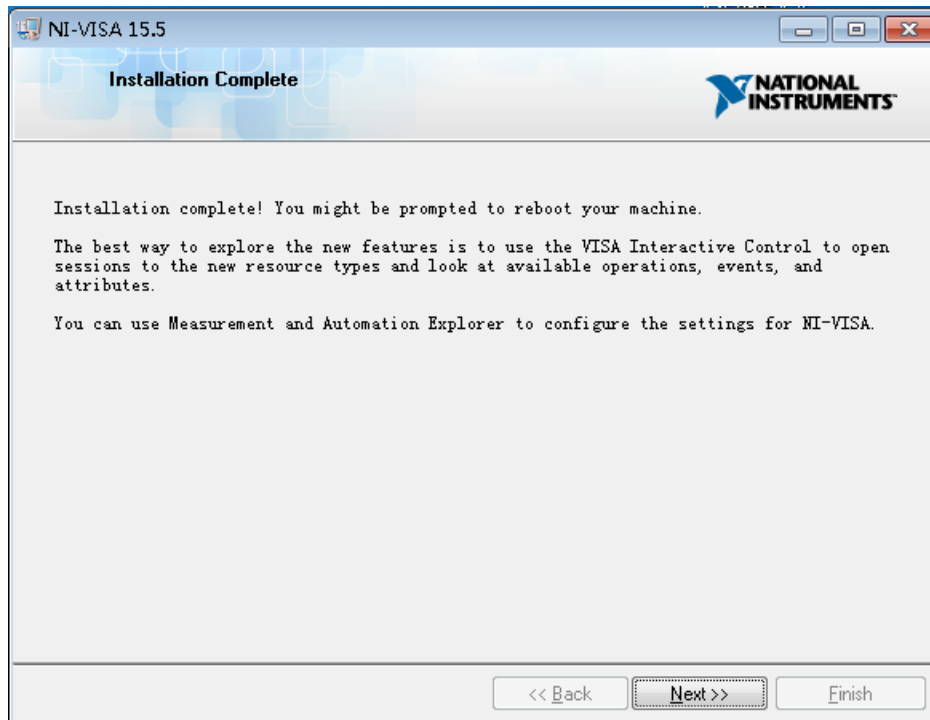 NI-VISA 15.5
Installation Complete
NATIONAL
INSTRUMENTS™
Installation complete! You might be prompted to reboot your machine.
The best way to explore the new features is to use the VISA Interactive Control to open
sessions to the new resource types and look at available operations, events, and
attributes.
You can use Measurement and Automation Explorer to configure the settings for NI-VISA.
<< Back
Next >>
Finish